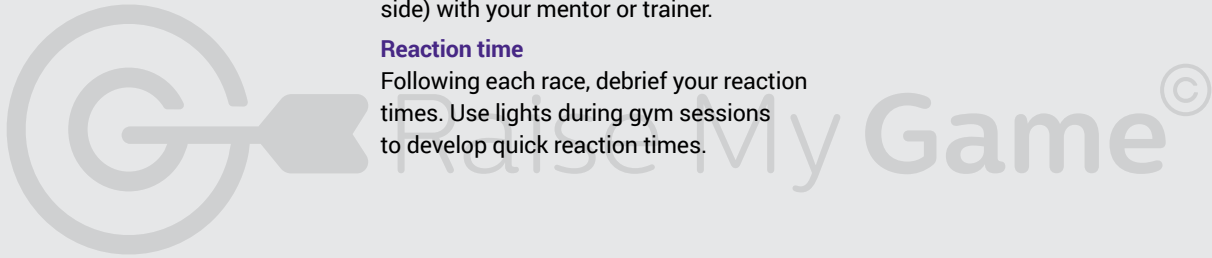 side) with your mentor or trainer.
Reaction time
Following each race, debrief your reaction
times. Use lights during gym sessions
to develop quick reaction times.
Raise My Game©